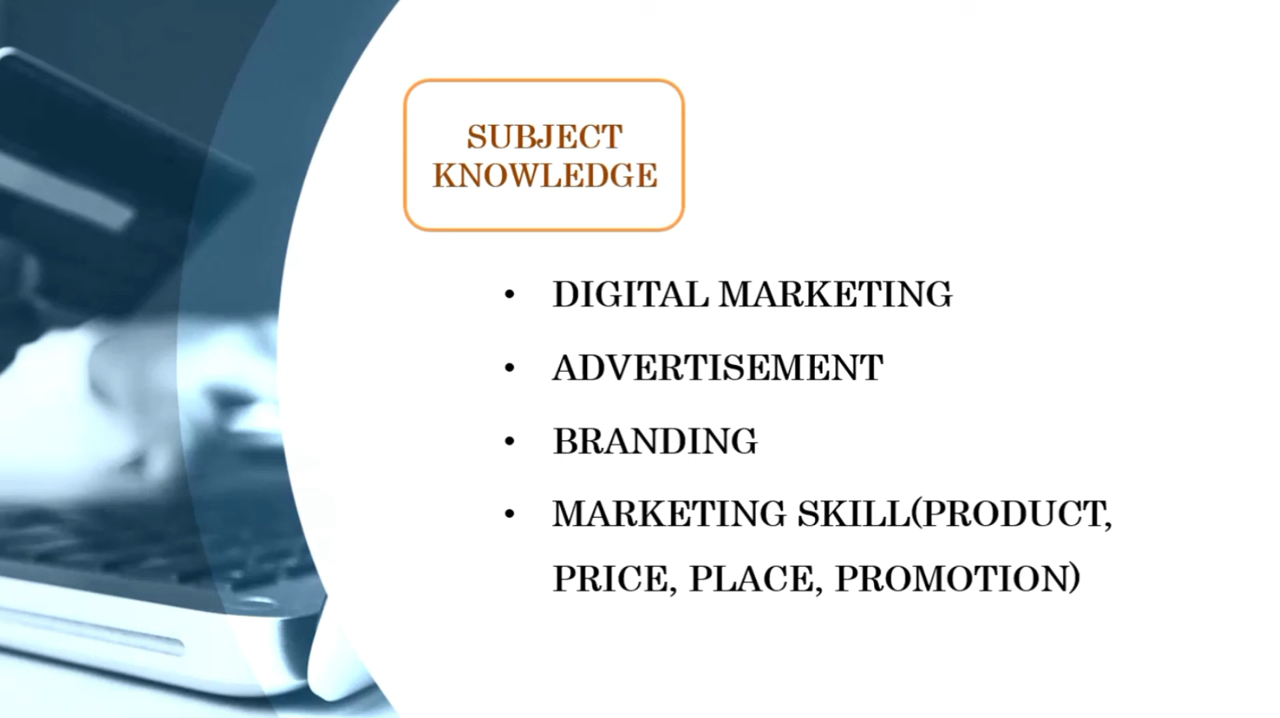 SUBJECT
KNOWLEDGE
• DIGITAL MARKETING
• ADVERTISEMENT
• BRANDING
• MARKETING SKILL(PRODUCT,
PRICE, PLACE, PROMOTION)